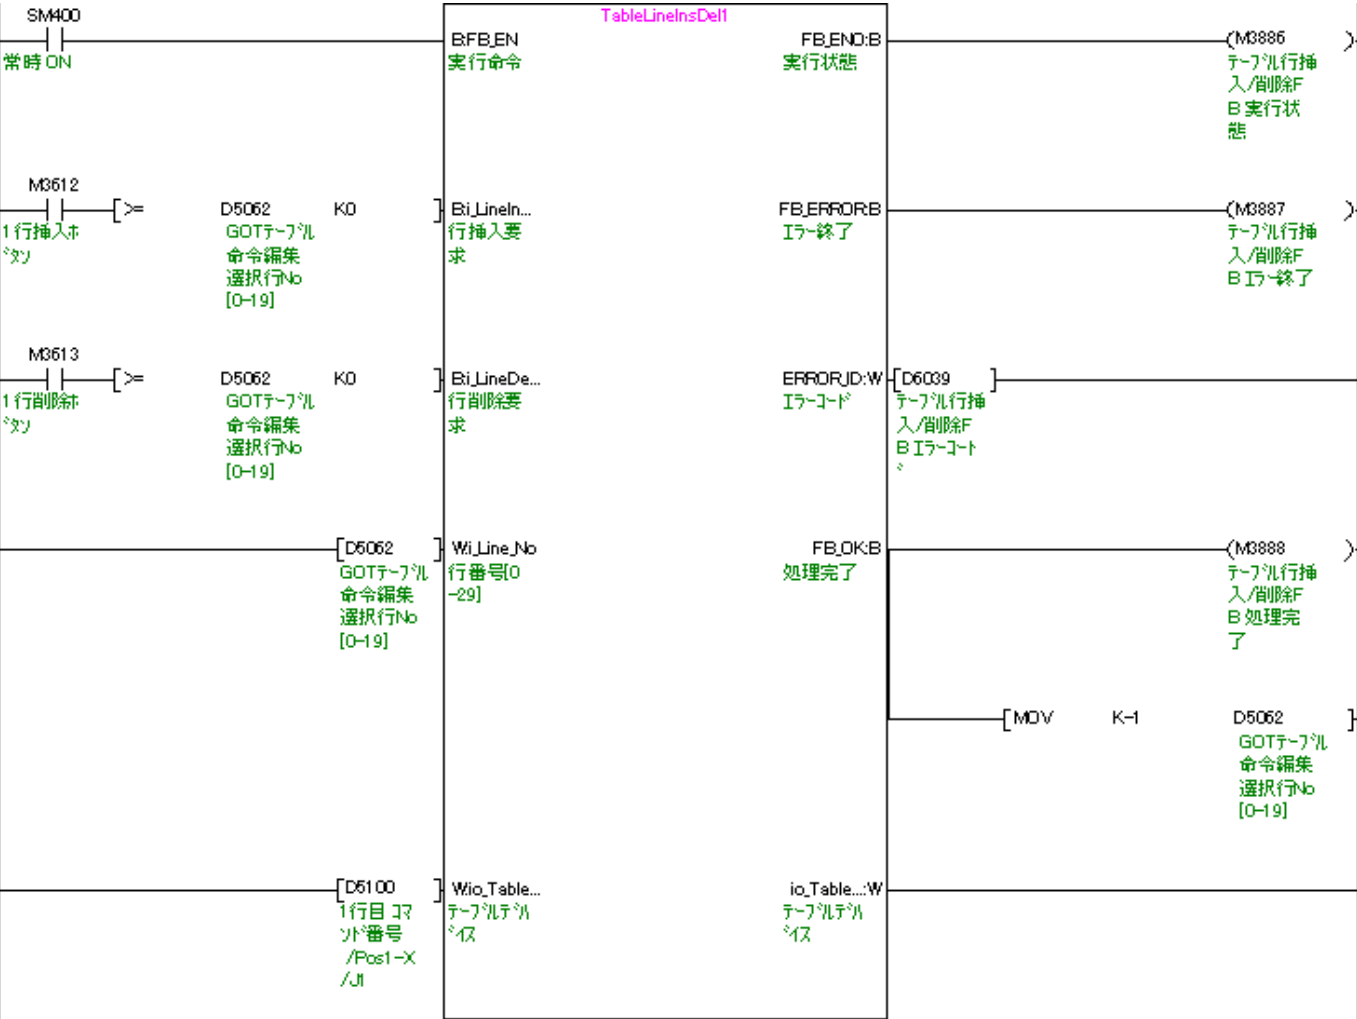 SM400
常時ON
TableLineInsDel1
B:FB_EN
実行命令
FB_ENO:B
実行状態
(M3886 )
テーブル行挿
入/削除F
B 実行状
態
M3612
1行挿入ボ
タン
[>= D5062 K0 ]
GOTテーブル
命令編集
選択行No
[0-19]
B:i_LineIn...
行挿入要
求
FB_ERROR:B
エラー終了
(M3887 )
テーブル行挿
入/削除F
B エラー終了
M3613
1行削除ボ
タン
[>= D5062 K0 ]
GOTテーブル
命令編集
選択行No
[0-19]
B:i_LineDe...
行削除要
求
ERROR_ID:W
エラーコード
[D6039 ]
テーブル行挿
入/削除F
B エラーコード
[D5062 ]
GOTテーブル
命令編集
選択行No
[0-19]
W:i_Line_No
行番号[0
-29]
FB_OK:B
処理完了
(M3888 )
テーブル行挿
入/削除F
B 処理完
了
[MOV K-1 D5062 ]
GOTテーブル
命令編集
選択行No
[0-19]
[D5100 ]
1行目 コマ
ンド番号
/Pos1-X
/J1
W:io_Table...
テーブルデバ
イス
io_Table...:W
テーブルデバ
イス